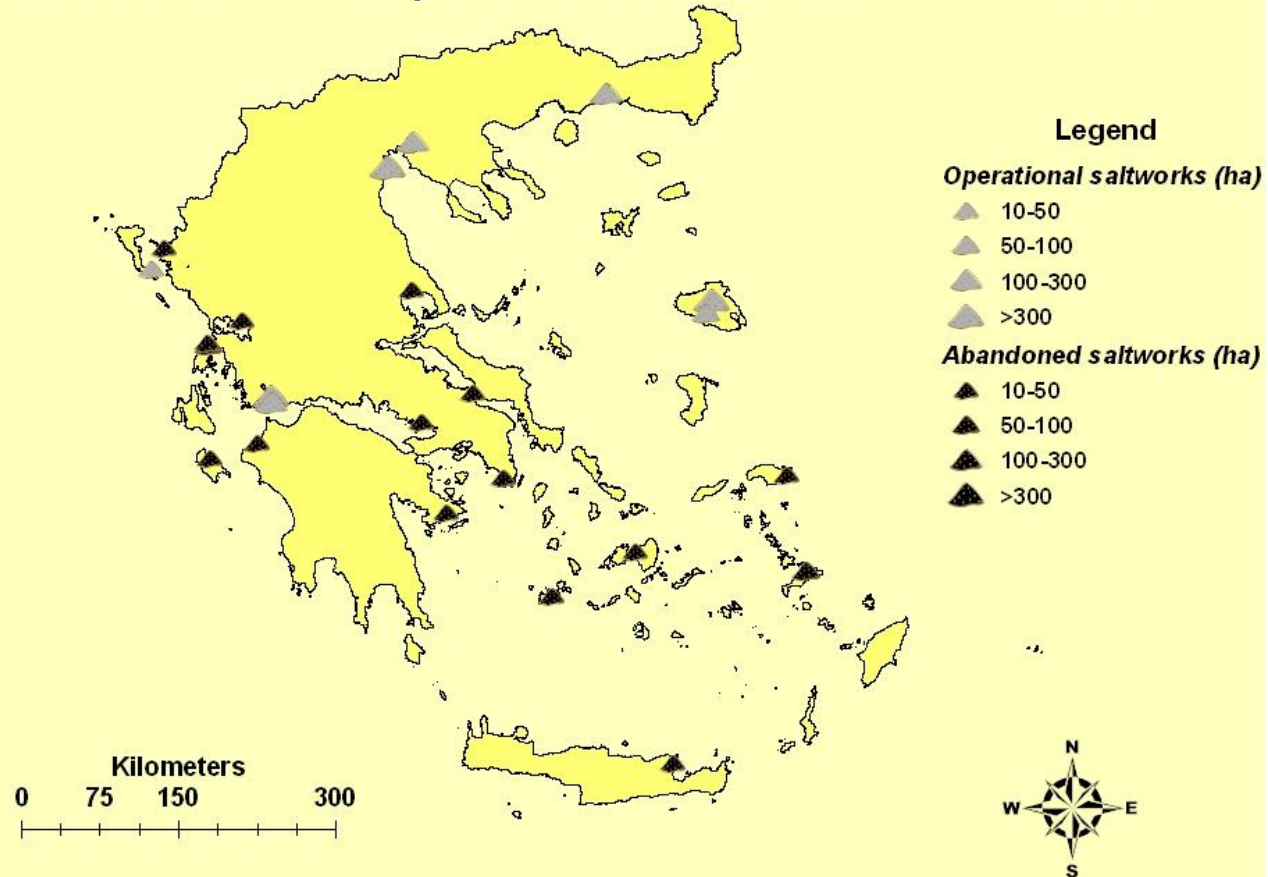 Legend
Operational saltworks (ha)
10-50
50-100
100-300
>300
Abandoned saltworks (ha)
10-50
50-100
100-300
>300
Kilometers
0 75 150 300
N
W E
S